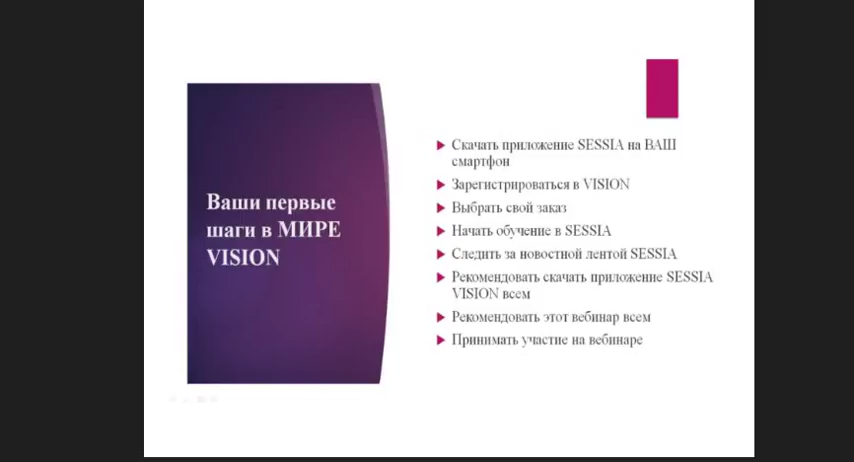 Ваши первые
шаги в МИРЕ
VISION
Скачать приложение SESSIA на ВАШ
смартфон
Зарегистрироваться в VISION
Выбрать свой заказ
Начать обучение в SESSIA
Следить за новостной лентой SESSIA
Рекомендовать скачать приложение SESSIA
VISION всем
Рекомендовать этот вебинар всем
Принимать участие на вебинаре